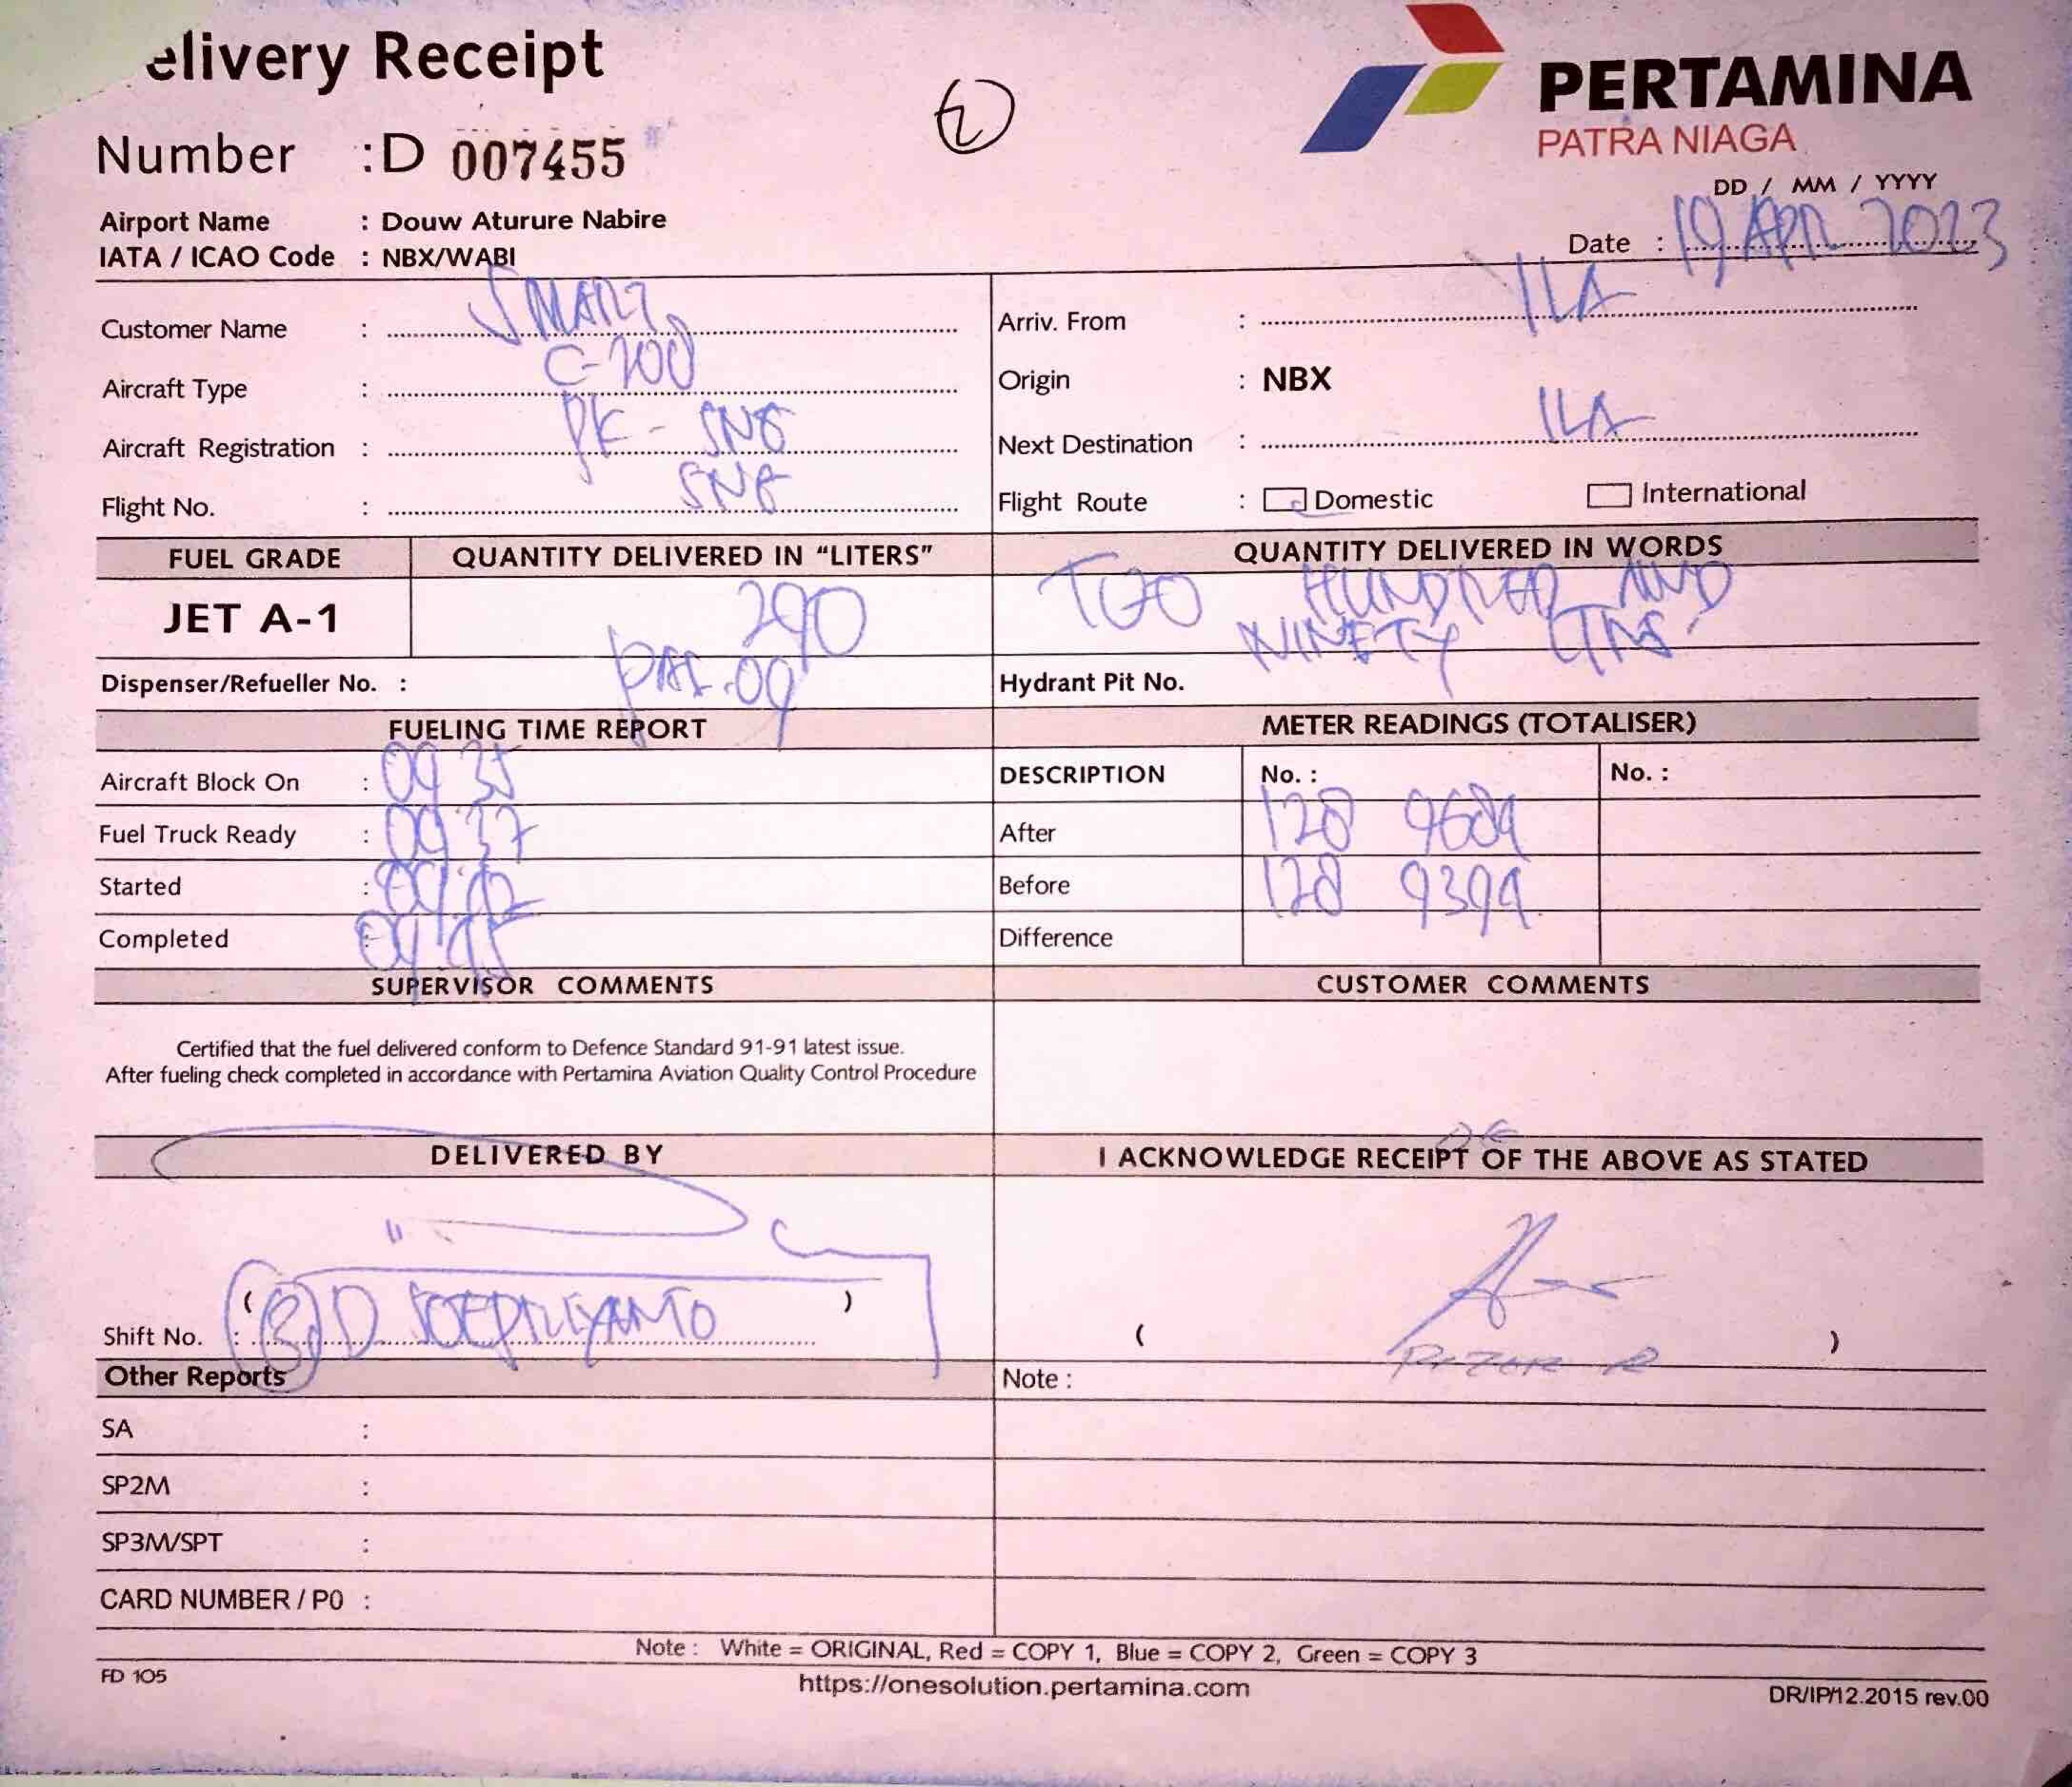 elivery Receipt
PERTAMINA
PATRA NIAGA
Number : D 007455
DD / MM / YYYY
Date : 19 APR 2023
Airport Name : Douw Aturure Nabire
IATA / ICAO Code : NBX/WABI
Customer Name : SMART
Arriv. From : ILA
Aircraft Type : C-200
Origin : NBX
Aircraft Registration : PK-
Next Destination : ILA
Flight No. :
Flight Route : Domestic International
FUEL GRADE QUANTITY DELIVERED IN “LITERS” QUANTITY DELIVERED IN WORDS
JET A-1 290 HUNDRED AND
NINETY LTRS
Dispenser/Refueller No. : Hydrant Pit No.
FUELING TIME REPORT METER READINGS (TOTALISER)
Aircraft Block On : 09 35 DESCRIPTION No. : No. :
Fuel Truck Ready : 09 37 After 128 9684
Started : Before 128 9394
Completed : Difference
SUPERVISOR COMMENTS CUSTOMER COMMENTS
Certified that the fuel delivered conform to Defence Standard 91-91 latest issue.
After fueling check completed in accordance with Pertamina Aviation Quality Control Procedure
DELIVERED BY I ACKNOWLEDGE RECEIPT OF THE ABOVE AS STATED
( )
Shift No. :
( )
Other Reports Note :
SA :
SP2M :
SP3M/SPT :
CARD NUMBER / P0 :
Note : White = ORIGINAL, Red = COPY 1, Blue = COPY 2, Green = COPY 3
FD 105
https://onesolution.pertamina.com
DR/IP/12.2015 rev.00